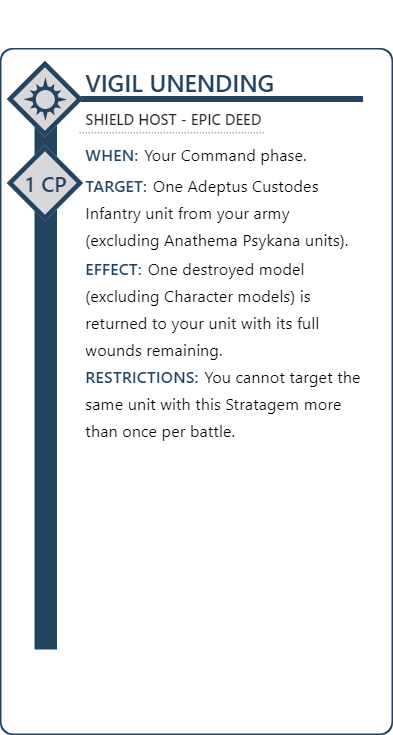 VIGIL UNENDING
SHIELD HOST - EPIC DEED
1 CP
WHEN: Your Command phase.
TARGET: One Adeptus Custodes
Infantry unit from your army
(excluding Anathema Psykana units).
EFFECT: One destroyed model
(excluding Character models) is
returned to your unit with its full
wounds remaining.
RESTRICTIONS: You cannot target the
same unit with this Stratagem more
than once per battle.